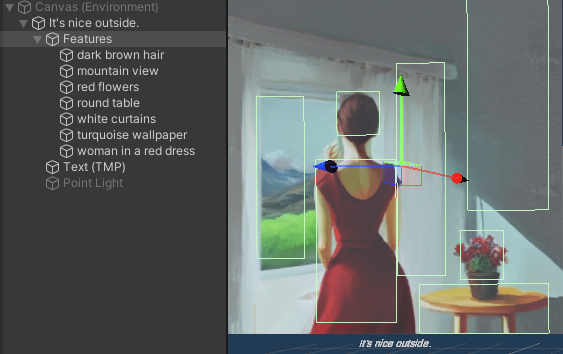 Canvas (Environment)
It's nice outside.
Features
dark brown hair
mountain view
red flowers
round table
white curtains
turquoise wallpaper
woman in a red dress
Text (TMP)
Point Light
it's nice outside.